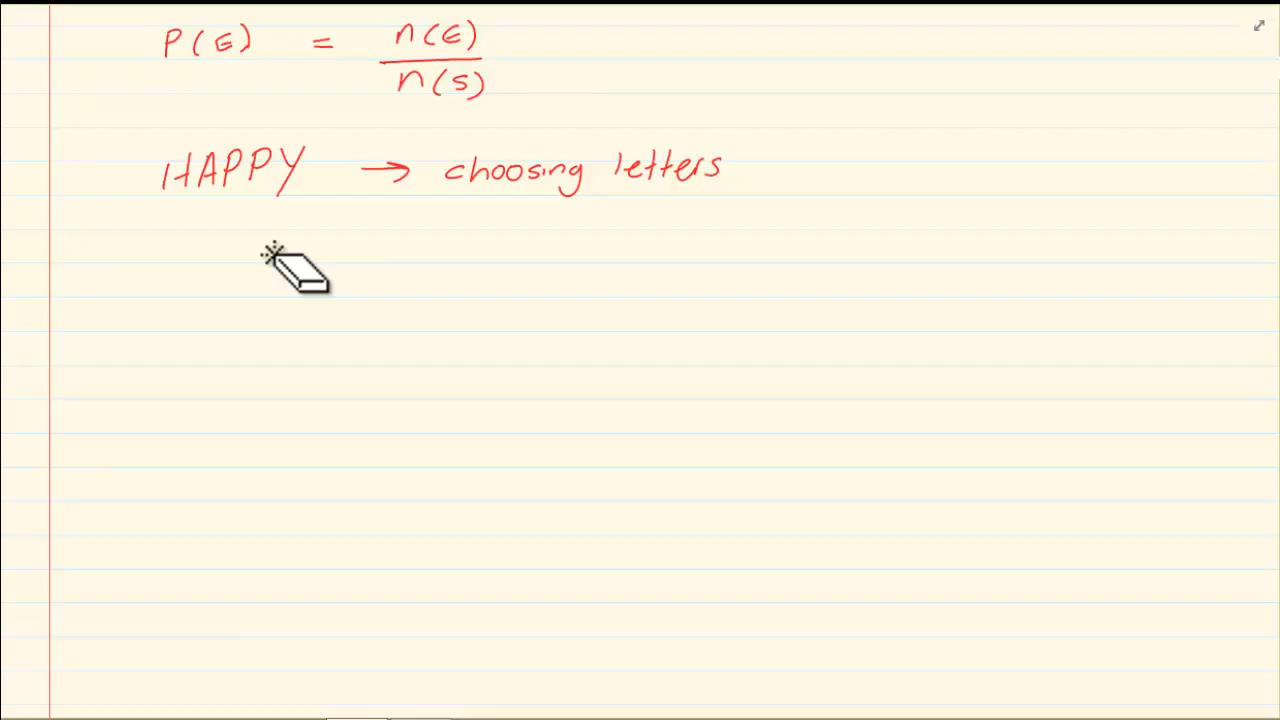 P(E) = n(E)/n(S)
HAPPY → choosing letters